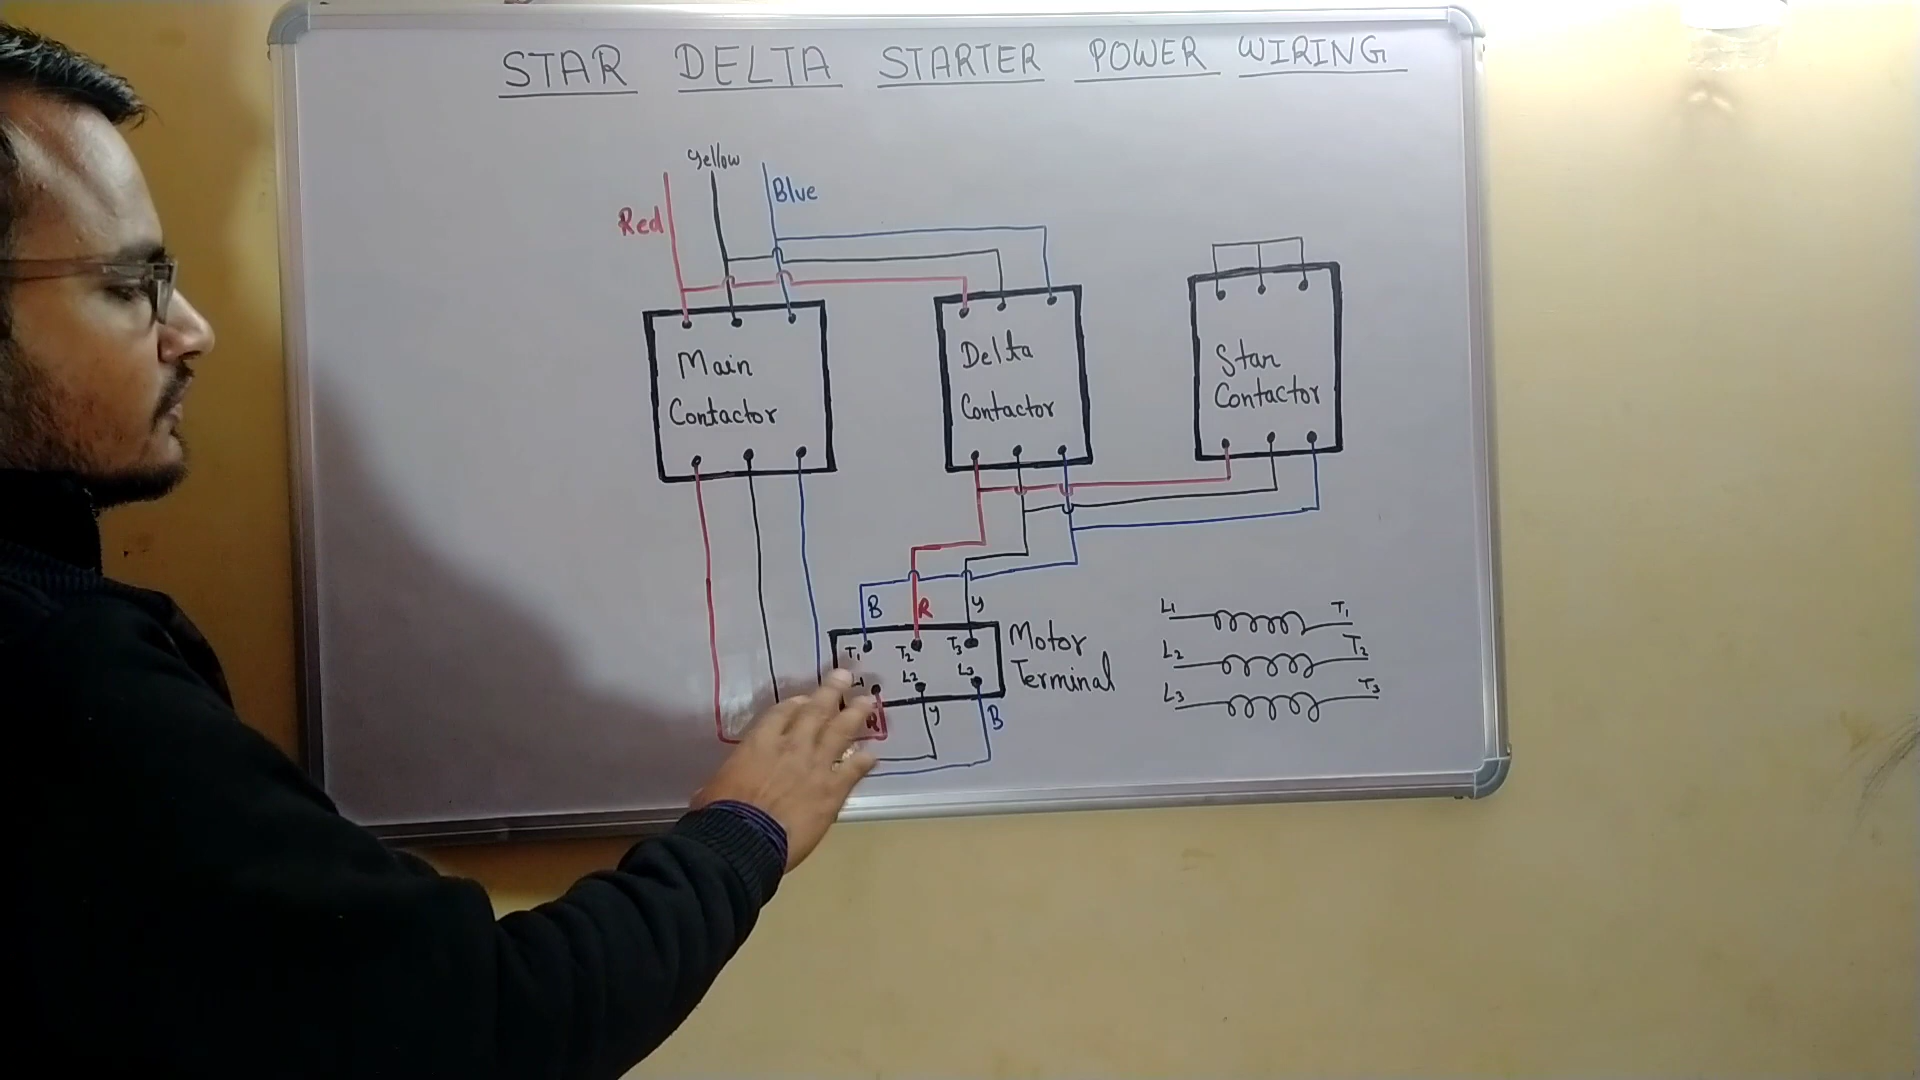 STAR DELTA STARTER POWER WIRING
Yellow
Red
Blue
Main
Contactor
Delta
Contactor
Star
Contactor
B R Y
T1 T2 T3
L1 L2 L3
R Y B
Motor
Terminal
L1 T1
L2 T2
L3 T3